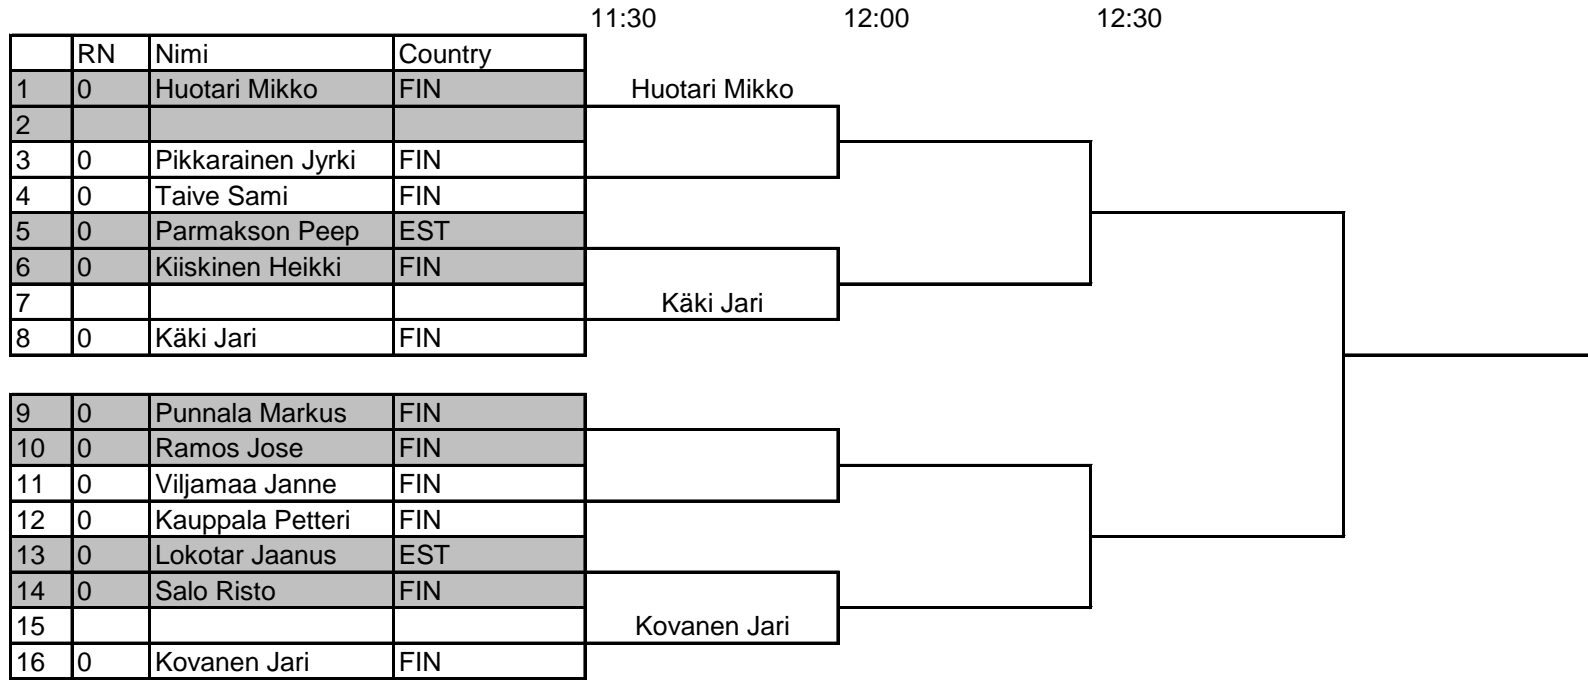 11:30 12:00 12:30
RN Nimi Country
1 0 Huotari Mikko FIN Huotari Mikko
2
3 0 Pikkarainen Jyrki FIN
4 0 Taive Sami FIN
5 0 Parmakson Peep EST
6 0 Kiiskinen Heikki FIN
7 Käki Jari
8 0 Käki Jari FIN
9 0 Punnala Markus FIN
10 0 Ramos Jose FIN
11 0 Viljamaa Janne FIN
12 0 Kauppala Petteri FIN
13 0 Lokotar Jaanus EST
14 0 Salo Risto FIN
15 Kovanen Jari
16 0 Kovanen Jari FIN